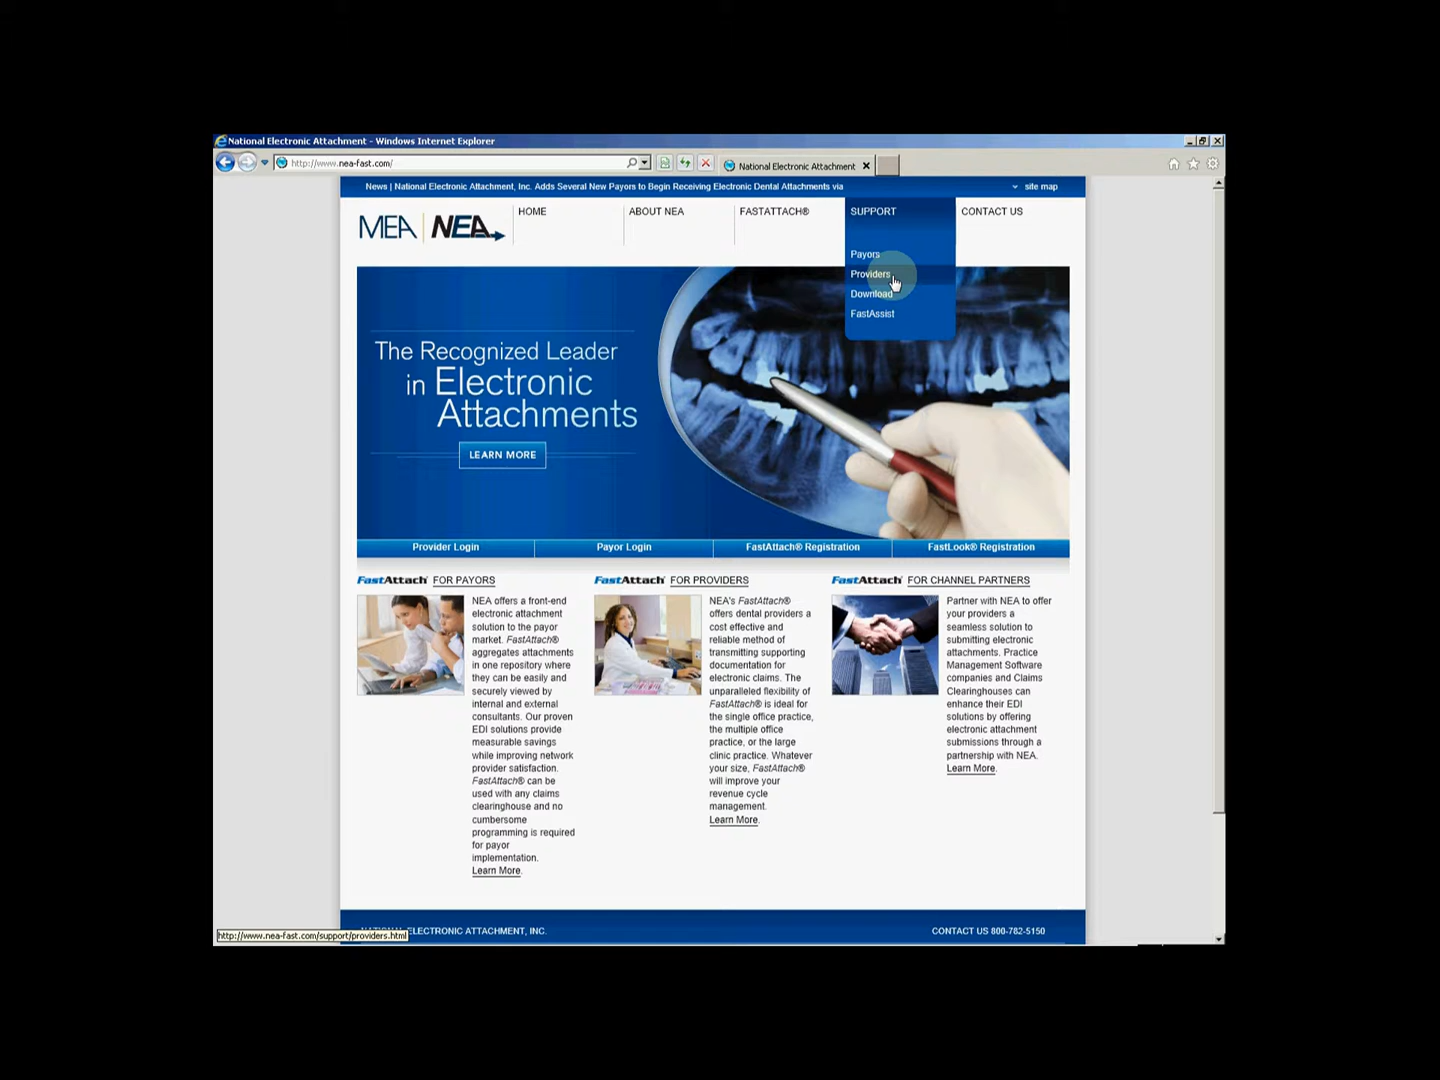 National Electronic Attachment - Windows Internet Explorer
http://www.nea-fast.com/
National Electronic Attachment
News | National Electronic Attachment, Inc. Adds Several New Payors to Begin Receiving Electronic Dental Attachments via
site map
MEA NEA
HOME
ABOUT NEA
FASTATTACH®
SUPPORT
CONTACT US
Payors
Providers
Download
FastAssist
The Recognized Leader
in Electronic
Attachments
LEARN MORE
Provider Login
Payor Login
FastAttach® Registration
FastLook® Registration
FastAttach® FOR PAYORS
NEA offers a front-end
electronic attachment
solution to the payor
market. FastAttach®
aggregates attachments
in one repository where
they can be easily and
securely viewed by
internal and external
consultants. Our proven
EDI solutions provide
measurable savings
while improving network
provider satisfaction.
FastAttach® can be
used with any claims
clearinghouse and no
cumbersome
programming is required
for payor
implementation.
Learn More.
FastAttach® FOR PROVIDERS
NEA's FastAttach®
offers dental providers a
cost effective and
reliable method of
transmitting supporting
documentation for
electronic claims. The
unparalleled flexibility of
FastAttach® is ideal for
the single office practice,
the multiple office
practice, or the large
clinic practice. Whatever
your size, FastAttach®
will improve your
revenue cycle
management.
Learn More.
FastAttach® FOR CHANNEL PARTNERS
Partner with NEA to offer
your providers a
seamless solution to
submitting electronic
attachments. Practice
Management Software
companies and Claims
Clearinghouses can
enhance their EDI
solutions by offering
electronic attachment
submissions through a
partnership with NEA.
Learn More.
ELECTRONIC ATTACHMENT, INC.
CONTACT US 800-782-5150
http://www.nea-fast.com/support/providers.html